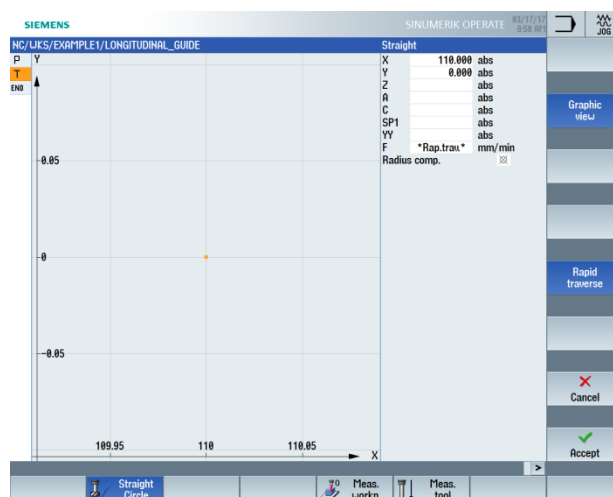 SIEMENS
SINUMERIK OPERATE 03/17/17
8:58 AM
JOG
NC/WKS/EXAMPLE1/LONGITUDINAL_GUIDE
Straight
P Y
T
END
X 110.000 abs
Y 0.000 abs
Z abs
A abs
C abs
SP1 abs
YY abs
F *Rap.trav* mm/min
Radius comp.
Graphic
view
0.05
0
-0.05
Rapid
traverse
Cancel
109.95 110 110.05
X
Accept
>
Straight
Circle
Meas.
workp.
Meas.
tool